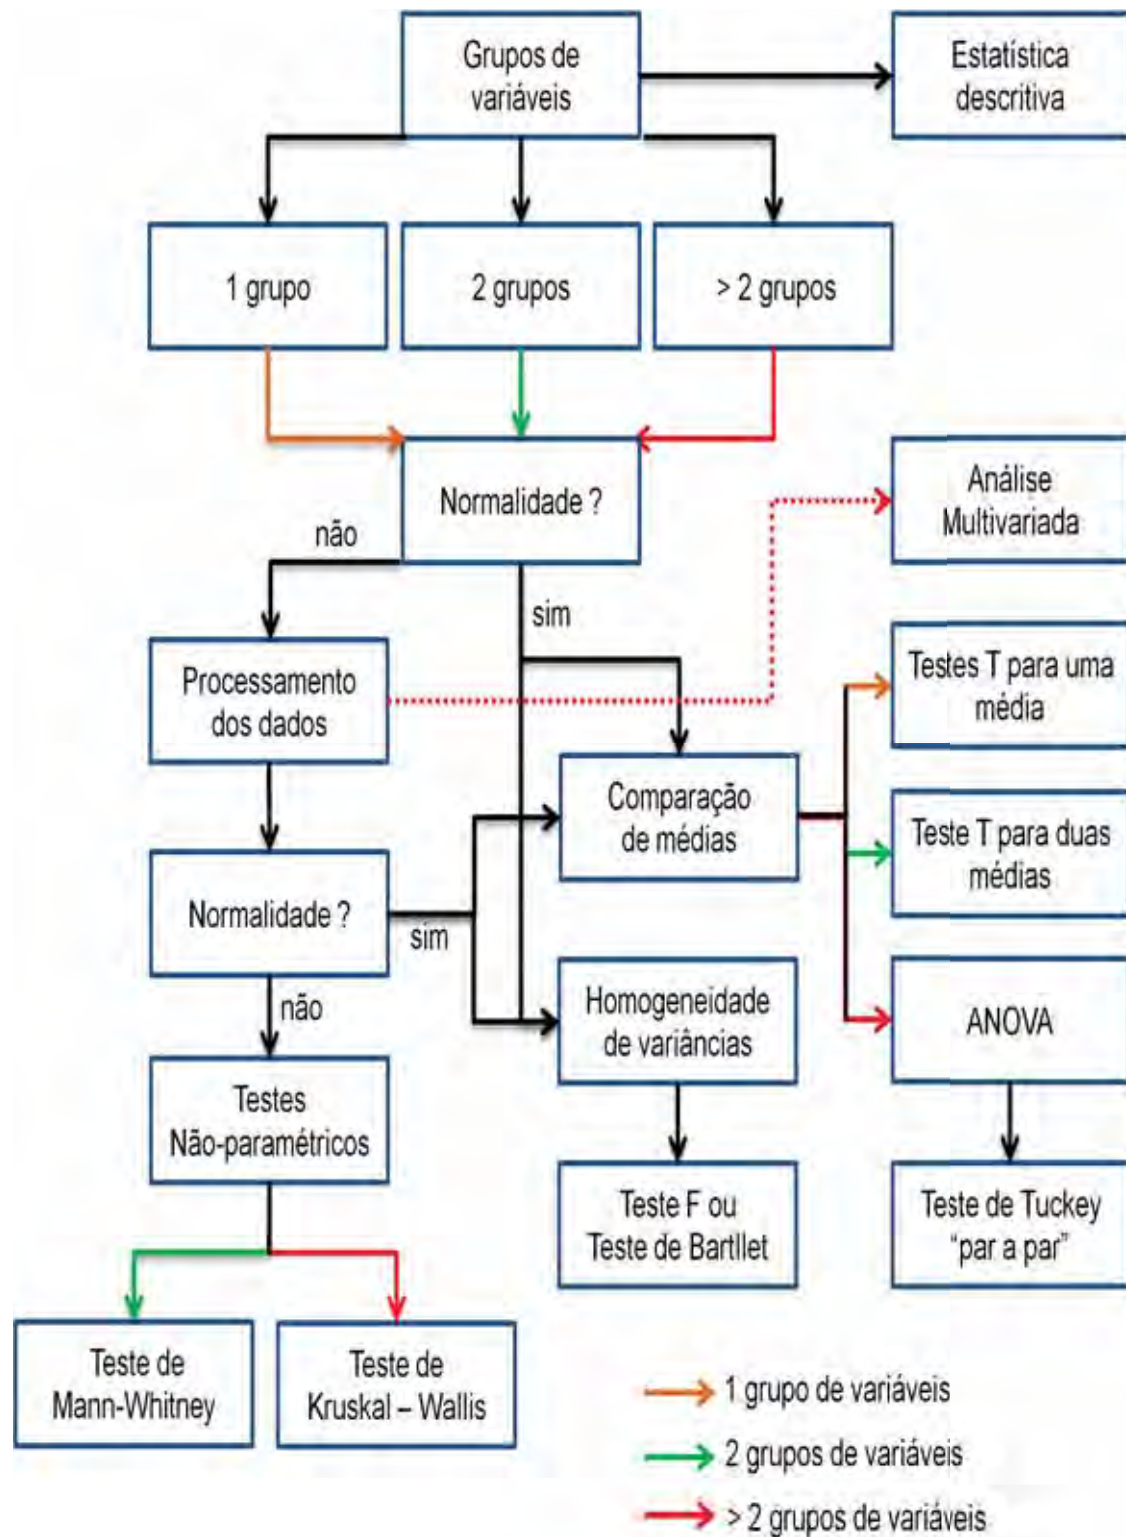 Grupos de
variáveis
Estatística
descritiva
1 grupo
2 grupos
> 2 grupos
Normalidade ?
Análise
Multivariada
não
sim
Processamento
dos dados
Testes T para uma
média
Comparação
de médias
Teste T para duas
médias
Normalidade ?
sim
não
Homogeneidade
de variâncias
ANOVA
Testes
Não-paramétricos
Teste F ou
Teste de Bartllet
Teste de Tuckey
“par a par”
Teste de
Mann-Whitney
Teste de
Kruskal – Wallis
1 grupo de variáveis
2 grupos de variáveis
> 2 grupos de variáveis